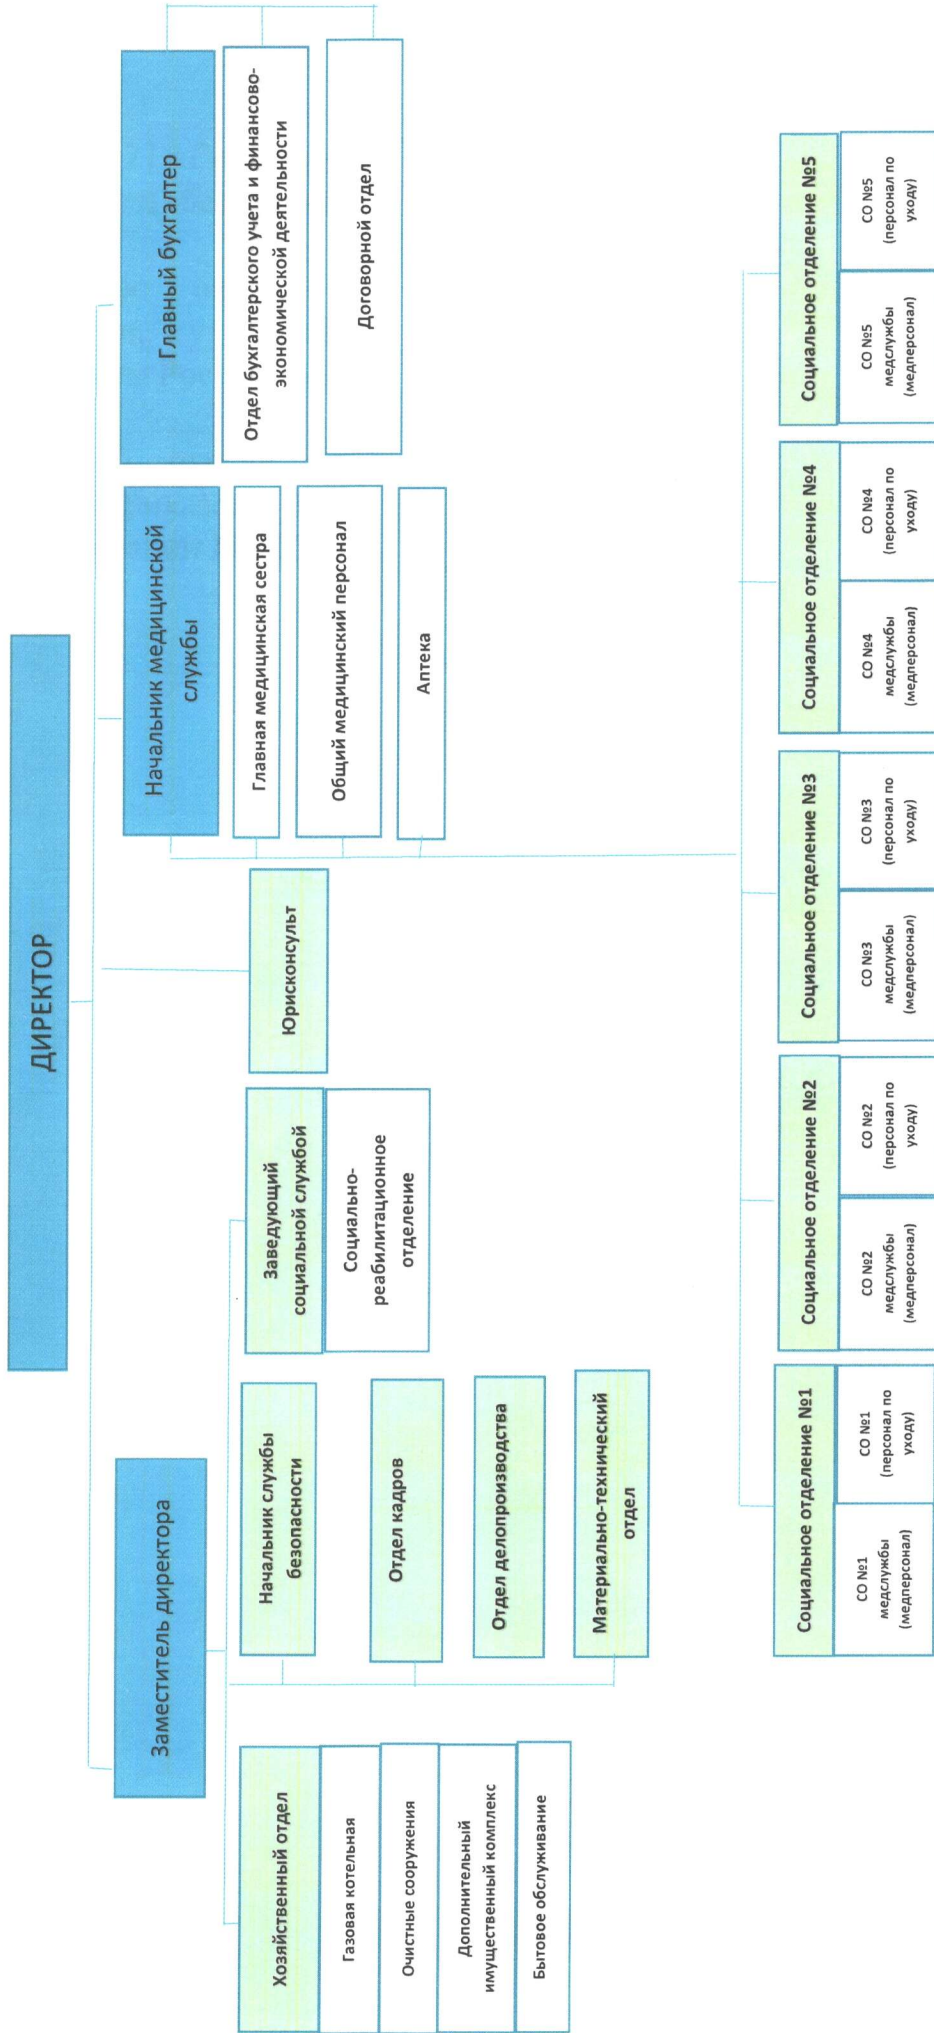 ДИРЕКТОР
Заместитель директора
Начальник медицинской
службы
Главный бухгалтер
Хозяйственный отдел
Газовая котельная
Очистные сооружения
Дополнительный
имущественный комплекс
Бытовое обслуживание
Начальник службы
безопасности
Отдел кадров
Отдел делопроизводства
Материально-технический
отдел
Заведующий
социальной службой
Социально-
реабилитационное
отделение
Юрисконсульт
Главная медицинская сестра
Общий медицинский персонал
Аптека
Отдел бухгалтерского учета и финансово-
экономической деятельности
Договорной отдел
Социальное отделение №1
СО №1
медслужбы
(медперсонал)
СО №1
(персонал по
уходу)
Социальное отделение №2
СО №2
медслужбы
(медперсонал)
СО №2
(персонал по
уходу)
Социальное отделение №3
СО №3
медслужбы
(медперсонал)
СО №3
(персонал по
уходу)
Социальное отделение №4
СО №4
медслужбы
(медперсонал)
СО №4
(персонал по
уходу)
Социальное отделение №5
СО №5
медслужбы
(медперсонал)
СО №5
(персонал по
уходу)